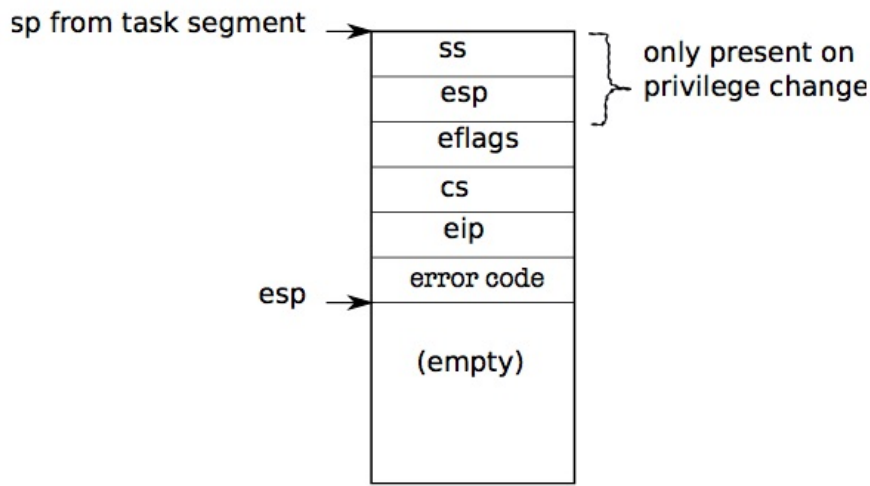 sp from task segment
ss
only present on
privilege change
esp
eflags
cs
eip
error code
esp
(empty)